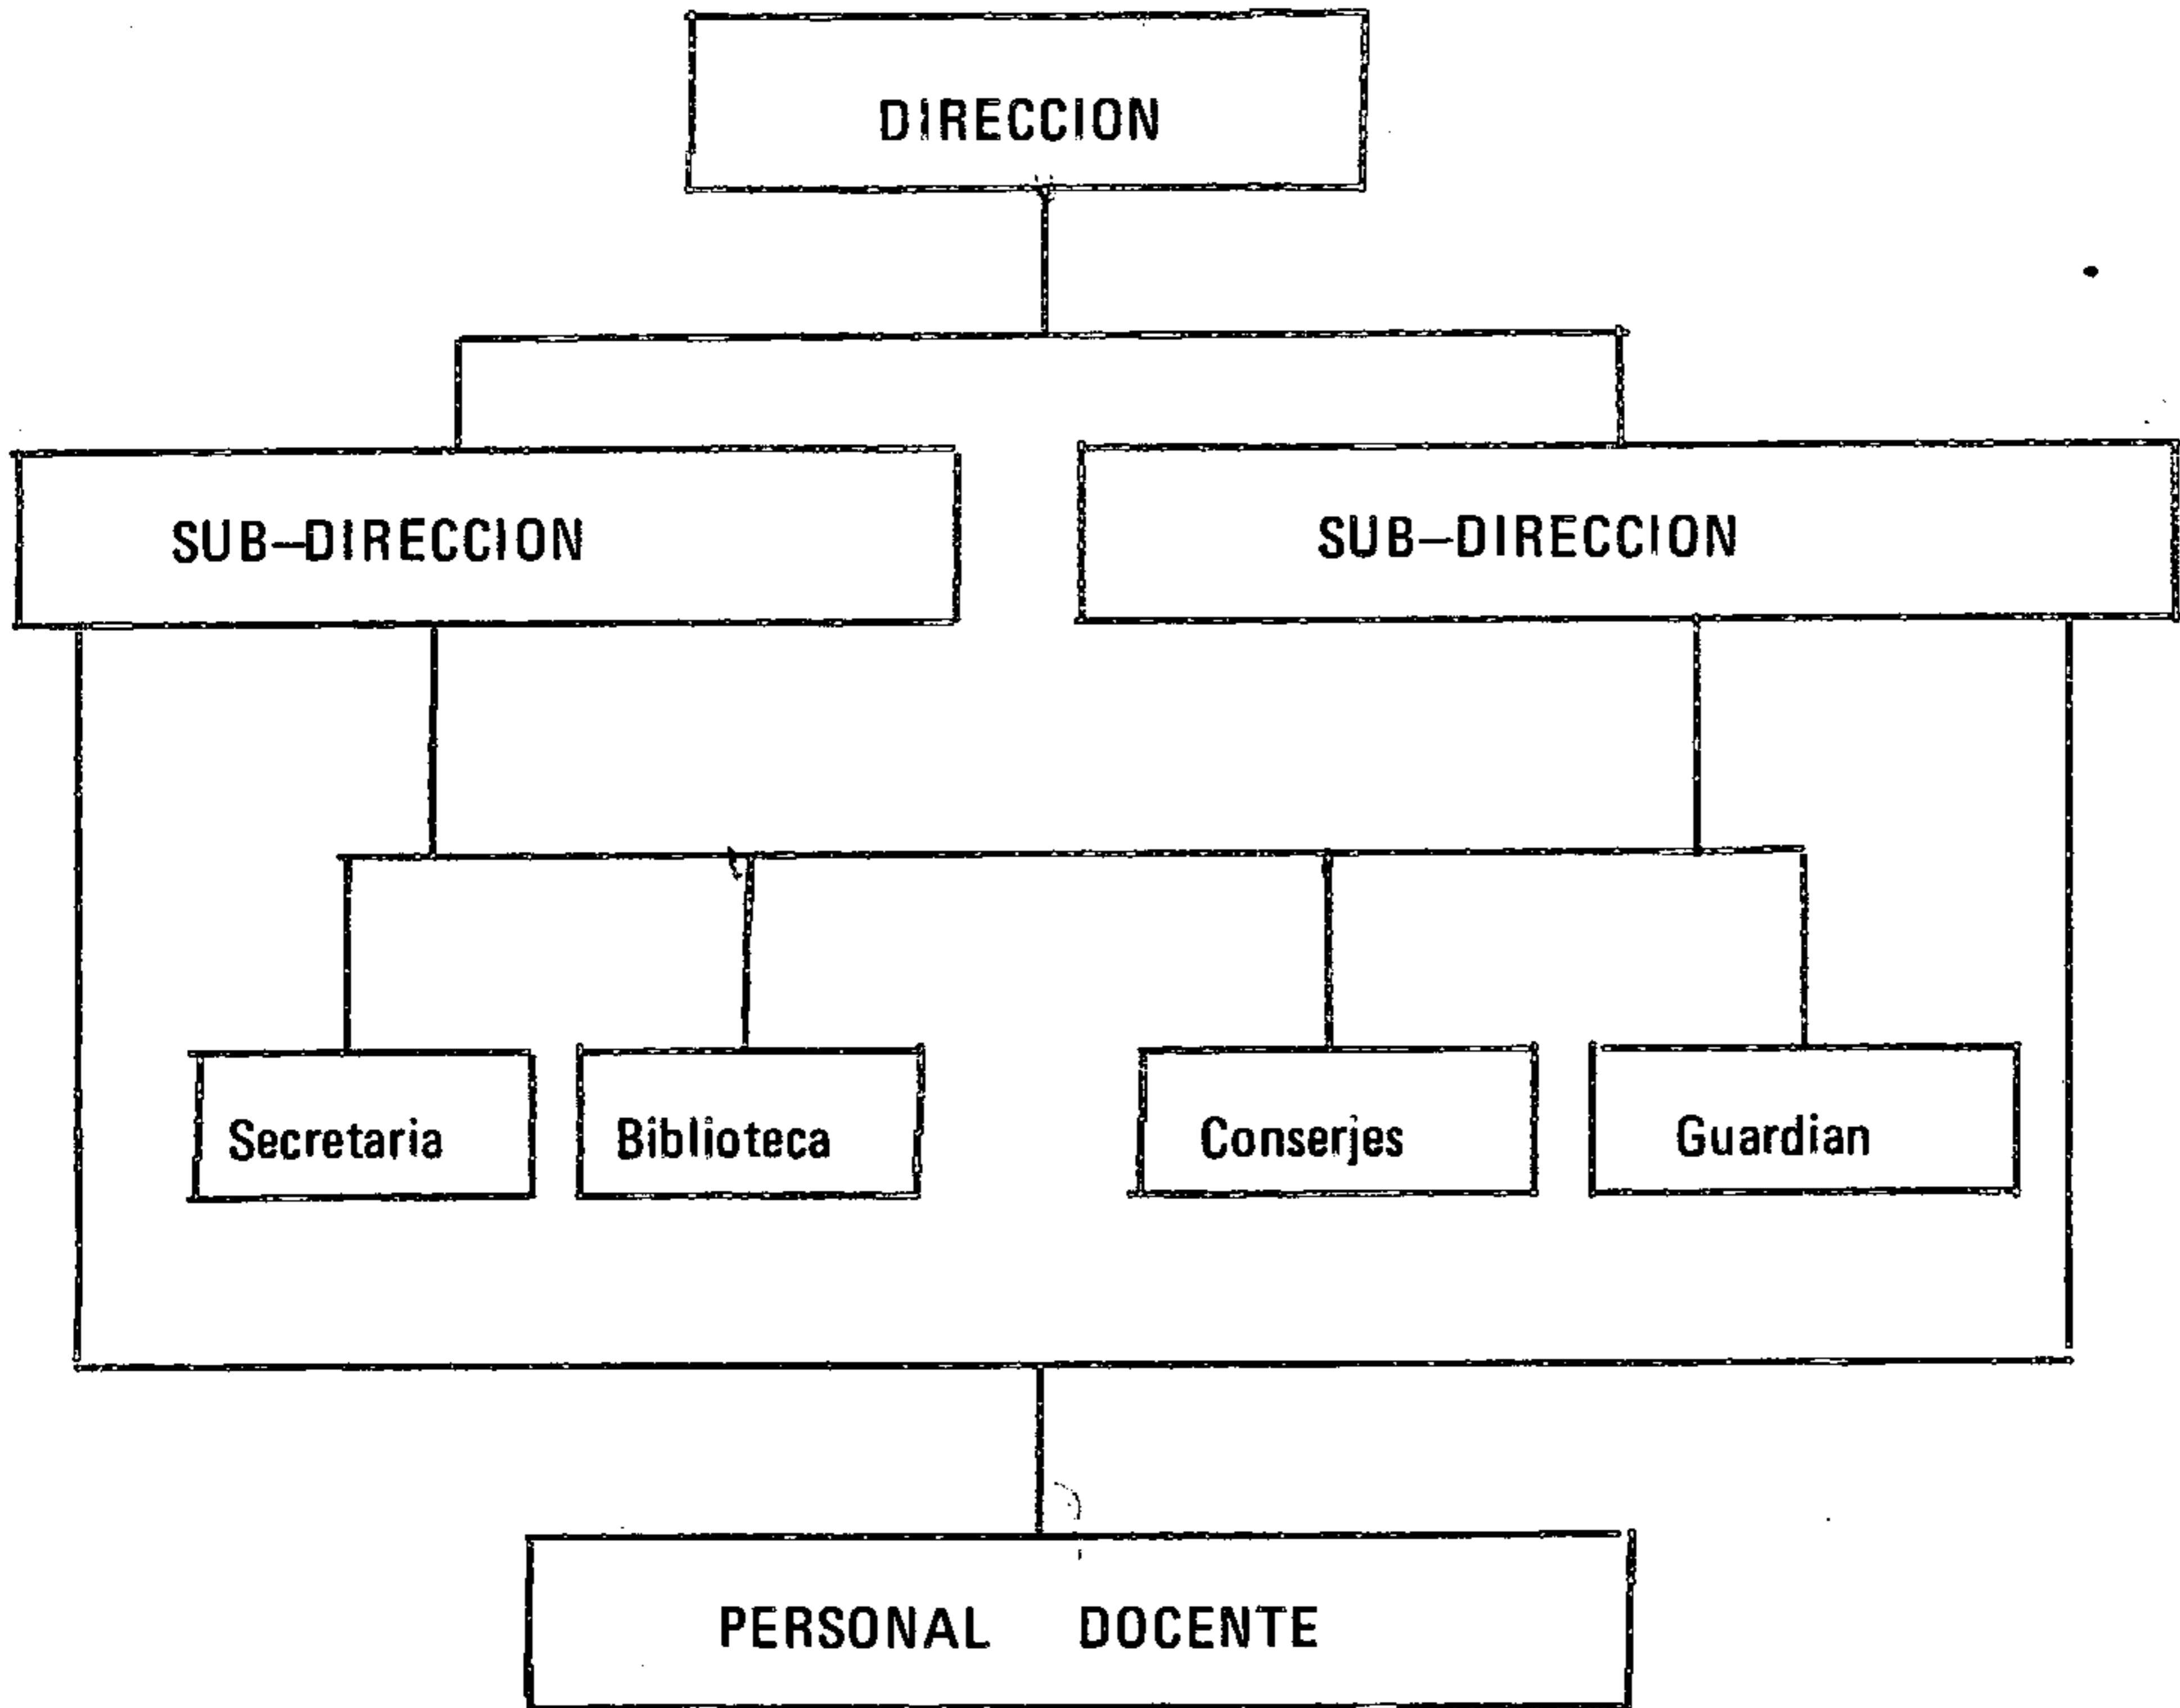 DIRECCION
SUB-DIRECCION
SUB-DIRECCION
Secretaria
Biblioteca
Conserjes
Guardian
PERSONAL DOCENTE